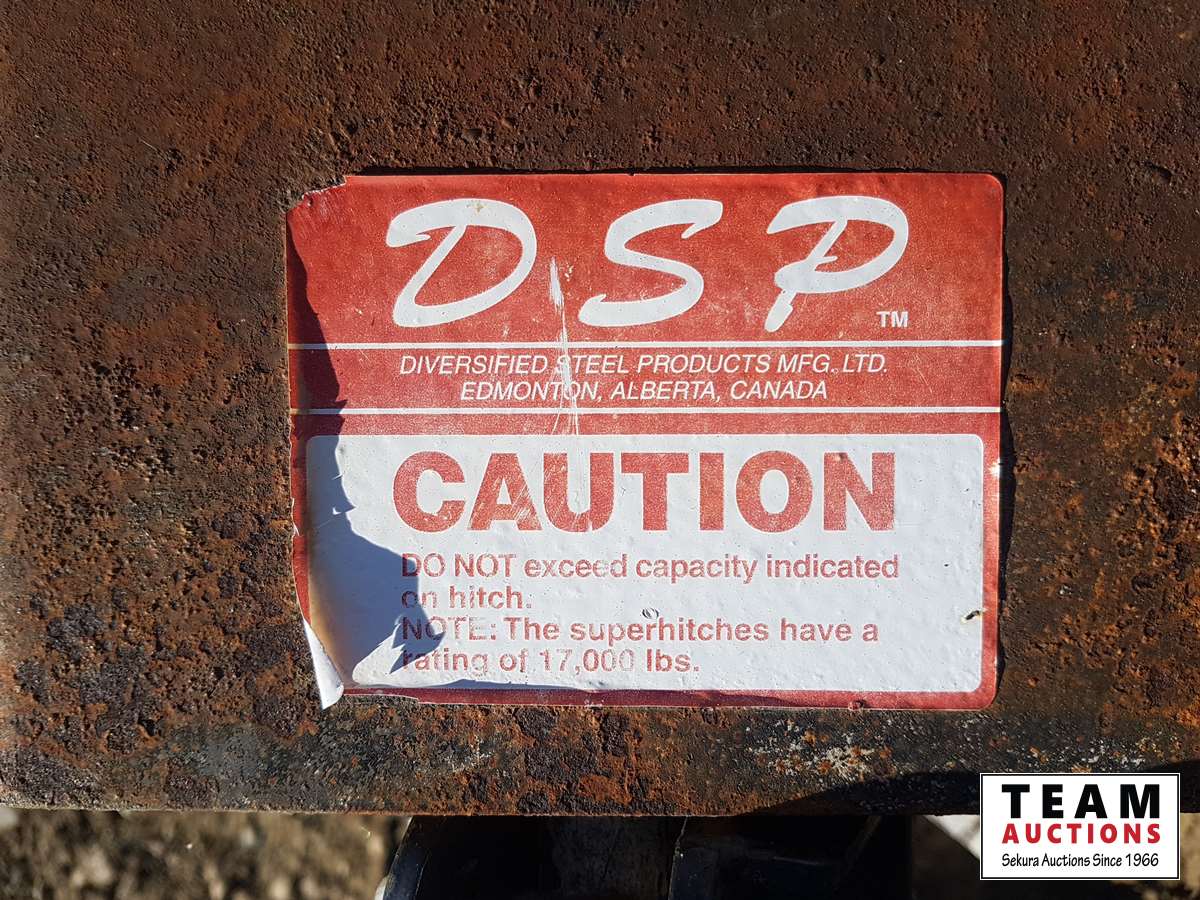 DSP
TM
DIVERSIFIED STEEL PRODUCTS MFG. LTD.
EDMONTON, ALBERTA, CANADA
CAUTION
DO NOT exceed capacity indicated
on hitch.
NOTE: The superhitches have a
rating of 17,000 lbs.
TEAM
AUCTIONS
Sekura Auctions Since 1966